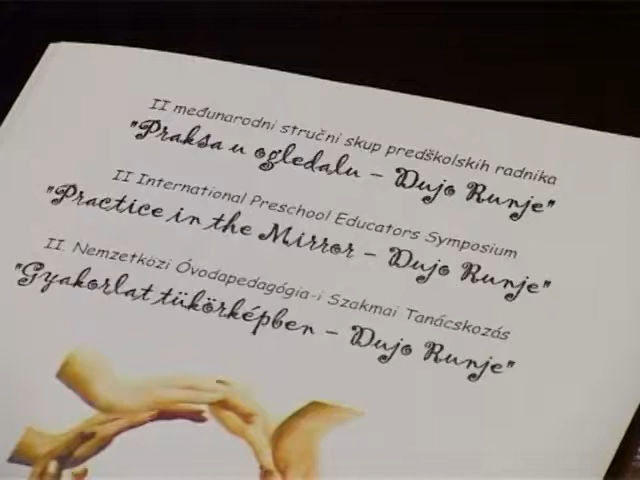 II međunarodni stručni skup predškolskih radnika
"Praksa u ogledalu – Dujo Runje"
II International Preschool Educators Symposium
"Practice in the Mirror – Dujo Runje"
II. Nemzetközi Óvodapedagógia-i Szakmai Tanácskozás
"Gyakorlat tükörképben – Dujo Runje"